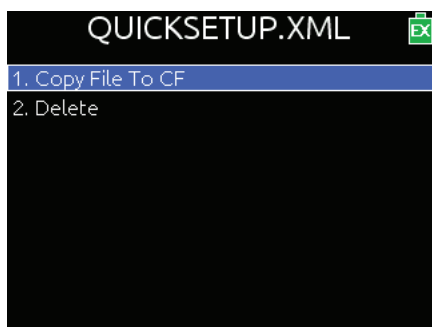 QUICKSETUP.XML
EX
1. Copy File To CF
2. Delete